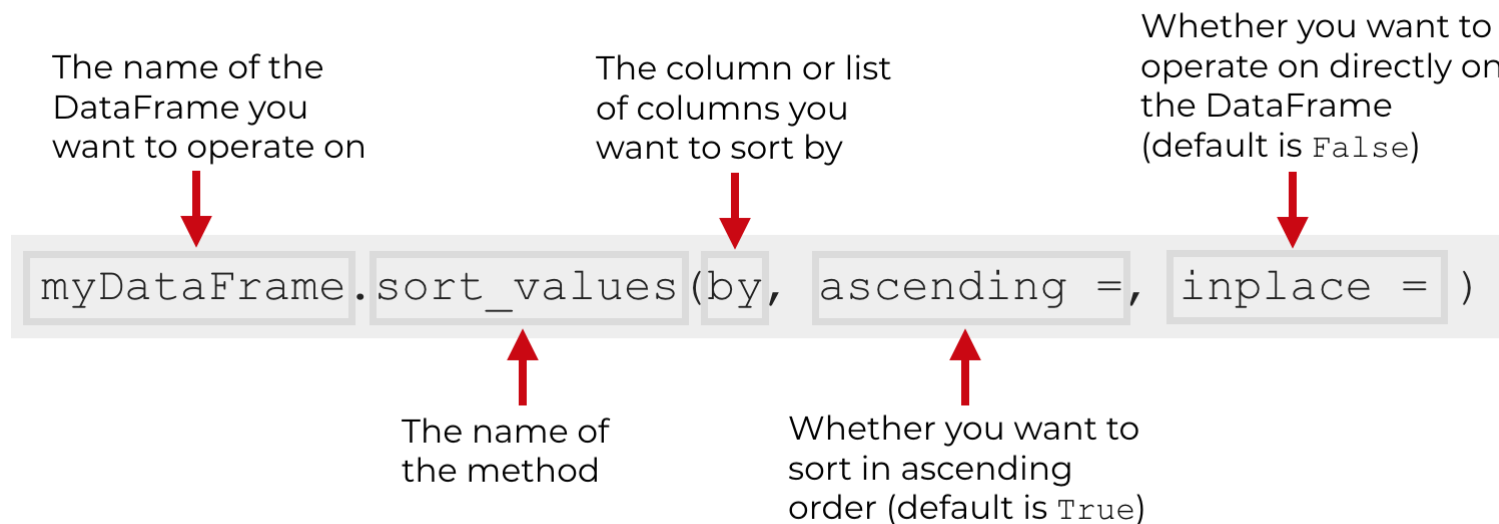 The name of the
DataFrame you
want to operate on
The column or list
of columns you
want to sort by
Whether you want to
operate on directly on
the DataFrame
(default is False)
myDataFrame.sort_values(by, ascending =, inplace = )
The name of
the method
Whether you want to
sort in ascending
order (default is True)